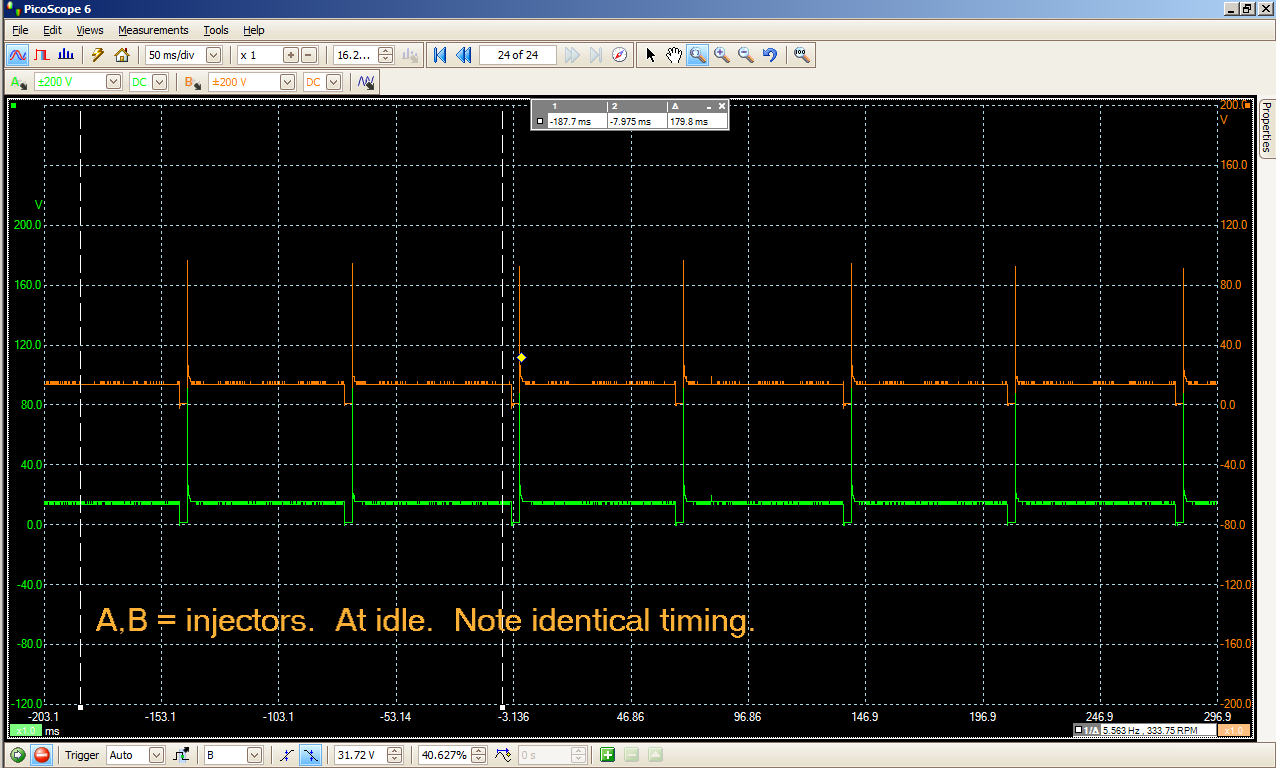 PicoScope 6
File Edit Views Measurements Tools Help
50 ms/div x 1 16.2... 24 of 24
A ±200 V DC B ±200 V DC
1 2 Δ
-187.7 ms -7.975 ms 179.8 ms
Properties
V
200.0
160.0
120.0
80.0
40.0
0.0
-40.0
-80.0
-120.0
200.0
V
160.0
120.0
80.0
40.0
0.0
-40.0
-80.0
-120.0
-160.0
-200.0
A,B = injectors. At idle. Note identical timing.
-203.1 -153.1 -103.1 -53.14 -3.136 46.86 96.86 146.9 196.9 246.9 296.9
x1.0 ms
1/Δ 5.563 Hz , 333.75 RPM x1.0
Trigger Auto B 31.72 V 40.627% 0 s